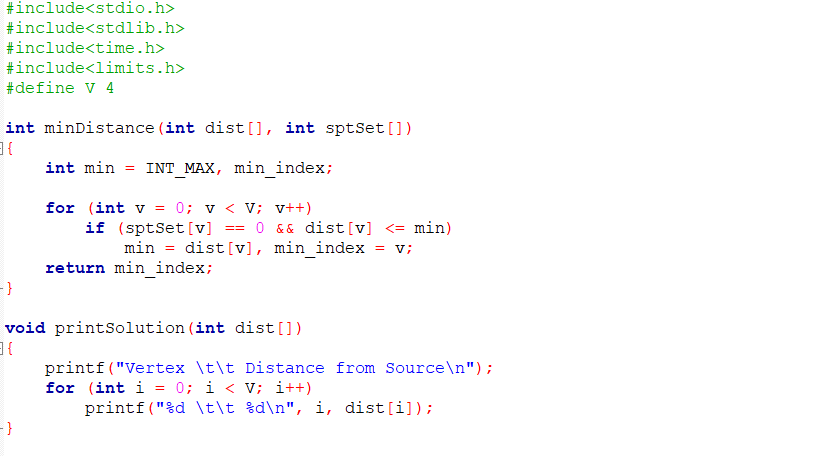 #include<stdio.h>
#include<stdlib.h>
#include<time.h>
#include<limits.h>
#define V 4
int minDistance(int dist[], int sptSet[])
{
    int min = INT_MAX, min_index;
    for (int v = 0; v < V; v++)
        if (sptSet[v] == 0 && dist[v] <= min)
            min = dist[v], min_index = v;
    return min_index;
}
void printSolution(int dist[])
{
    printf("Vertex \t\t Distance from Source\n");
    for (int i = 0; i < V; i++)
        printf("%d \t\t %d\n", i, dist[i]);
}